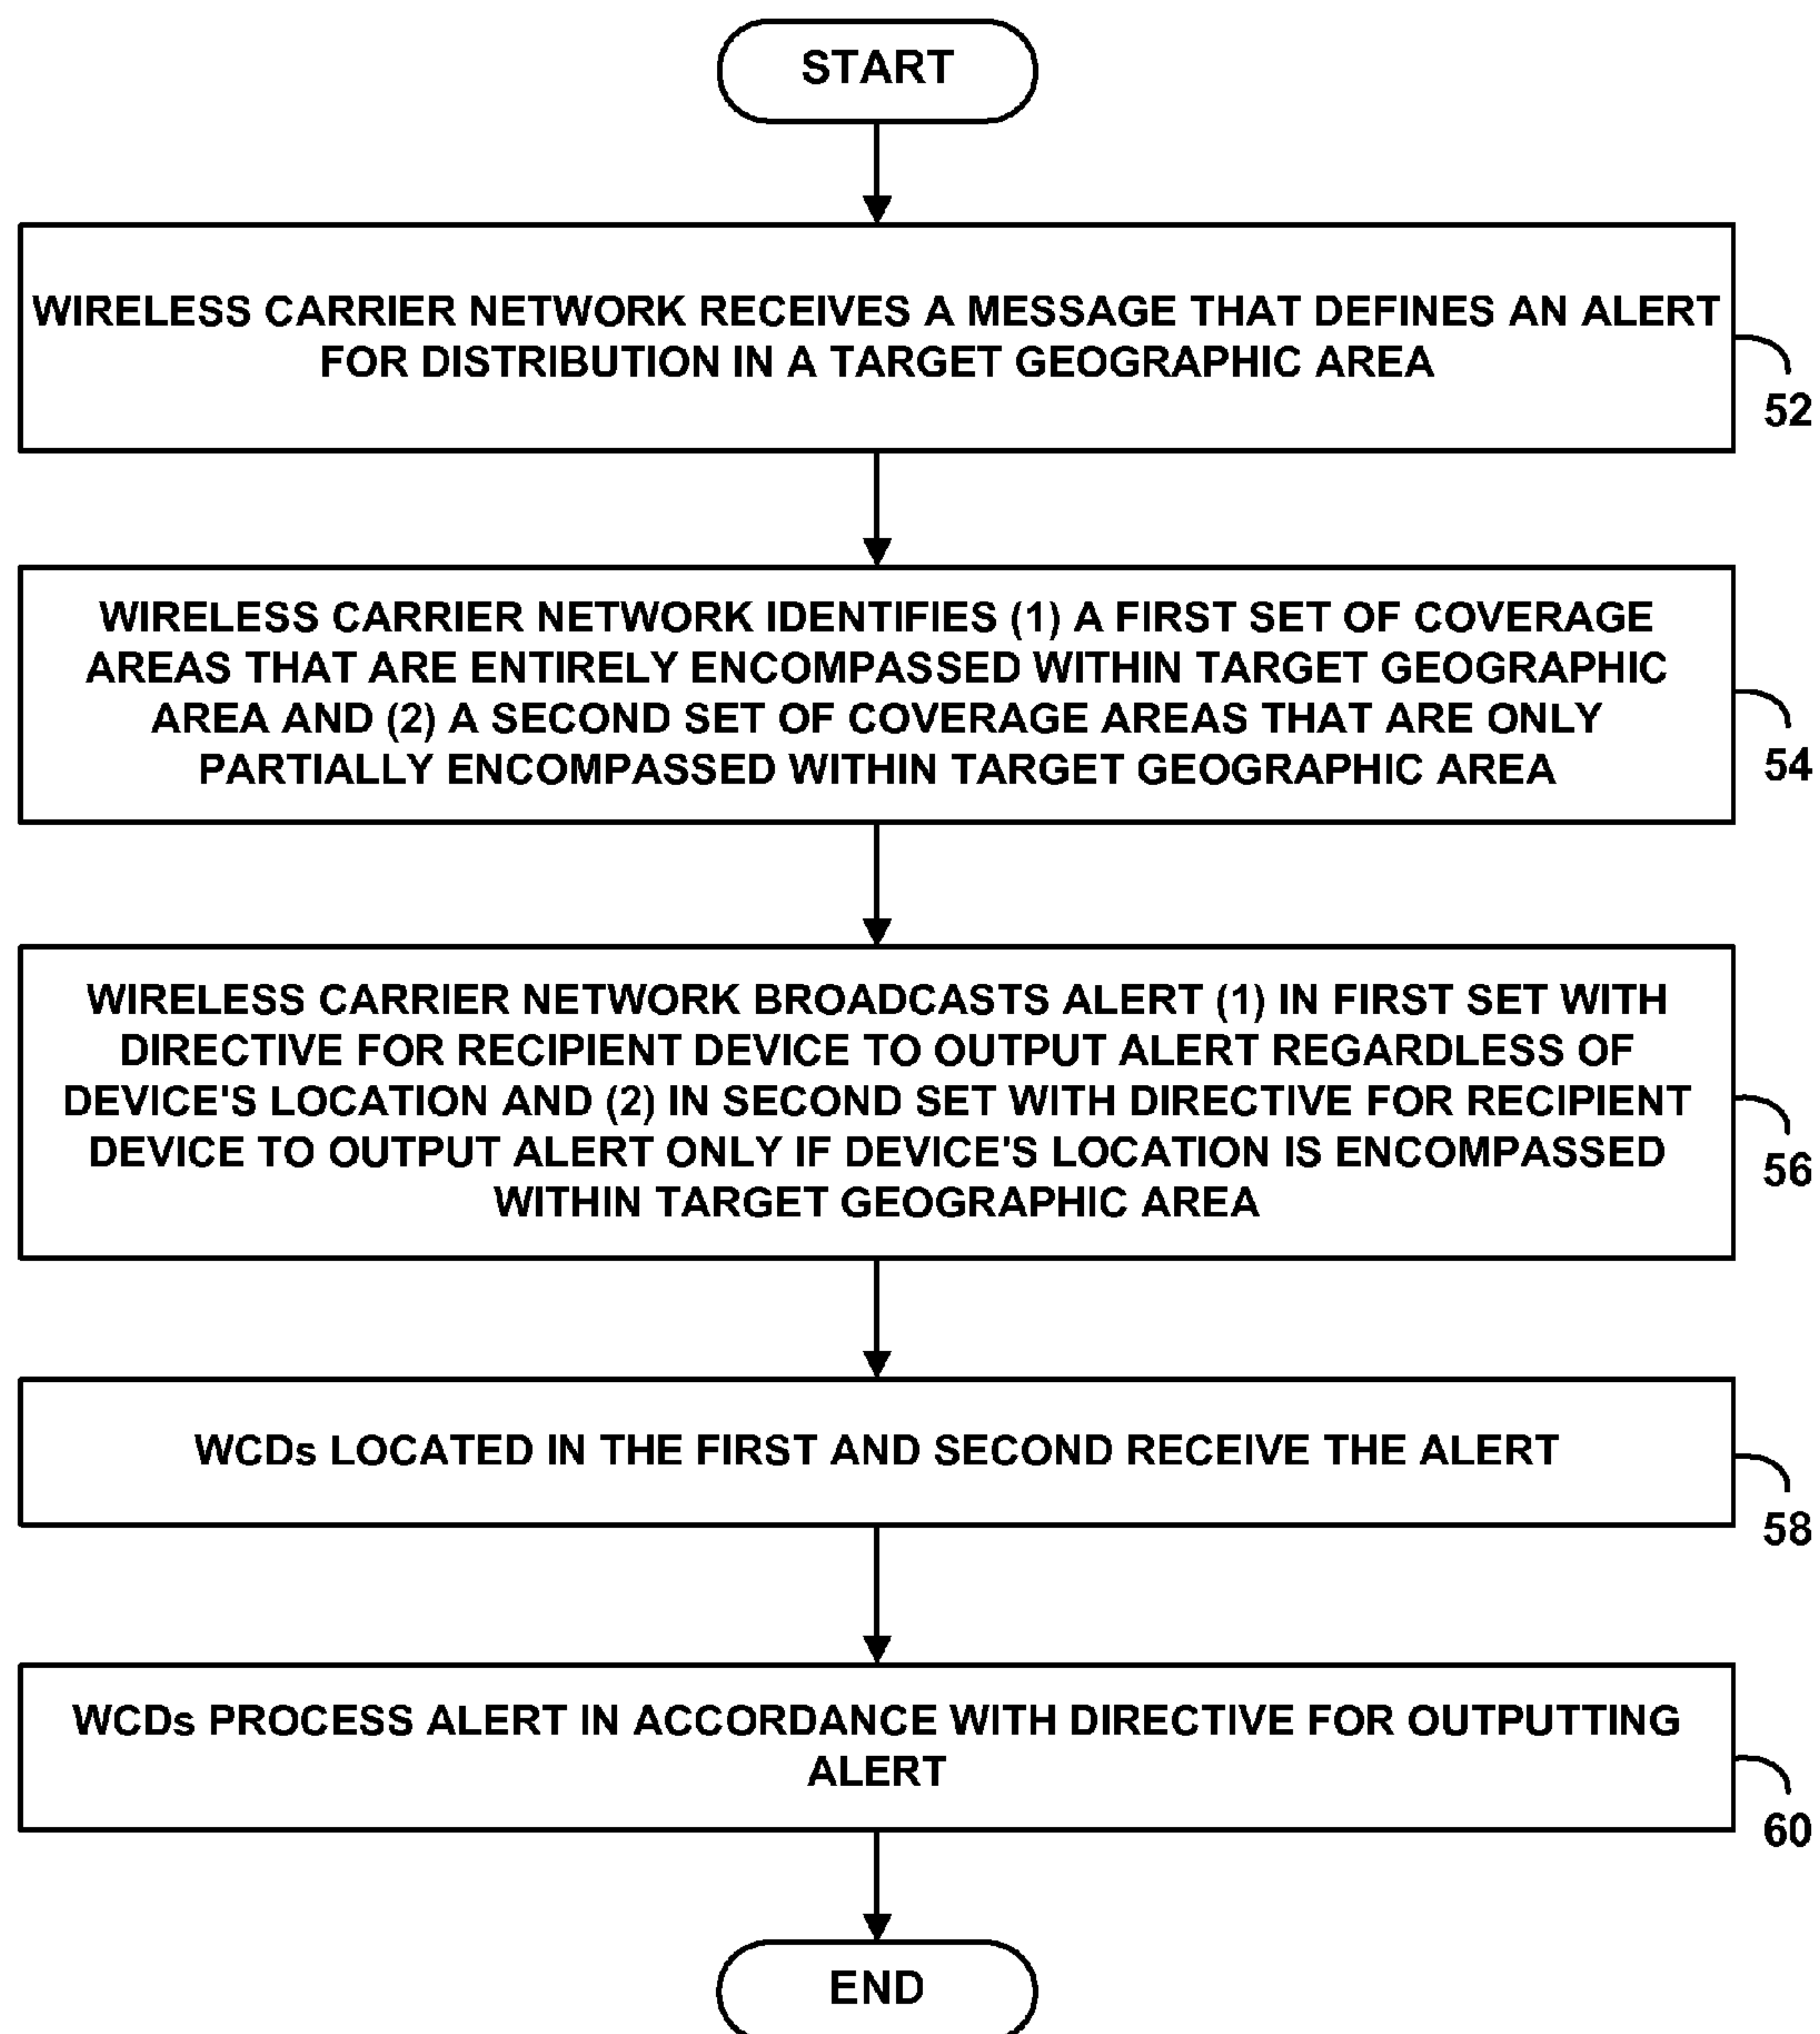 START
WIRELESS CARRIER NETWORK RECEIVES A MESSAGE THAT DEFINES AN ALERT
FOR DISTRIBUTION IN A TARGET GEOGRAPHIC AREA
52
WIRELESS CARRIER NETWORK IDENTIFIES (1) A FIRST SET OF COVERAGE
AREAS THAT ARE ENTIRELY ENCOMPASSED WITHIN TARGET GEOGRAPHIC
AREA AND (2) A SECOND SET OF COVERAGE AREAS THAT ARE ONLY
PARTIALLY ENCOMPASSED WITHIN TARGET GEOGRAPHIC AREA
54
WIRELESS CARRIER NETWORK BROADCASTS ALERT (1) IN FIRST SET WITH
DIRECTIVE FOR RECIPIENT DEVICE TO OUTPUT ALERT REGARDLESS OF
DEVICE'S LOCATION AND (2) IN SECOND SET WITH DIRECTIVE FOR RECIPIENT
DEVICE TO OUTPUT ALERT ONLY IF DEVICE'S LOCATION IS ENCOMPASSED
WITHIN TARGET GEOGRAPHIC AREA
56
WCDs LOCATED IN THE FIRST AND SECOND RECEIVE THE ALERT
58
WCDs PROCESS ALERT IN ACCORDANCE WITH DIRECTIVE FOR OUTPUTTING
ALERT
60
END